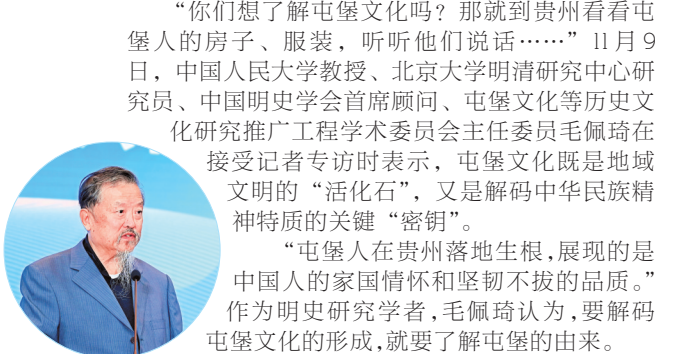 “你们想了解屯堡文化吗？那就到贵州看看屯
堡人的房子、服装，听听他们说话……”11月9
日，中国人民大学教授、北京大学明清研究中心研
究员、中国明史学会首席顾问、屯堡文化等历史文
化研究推广工程学术委员会主任委员毛佩琦在
接受记者专访时表示，屯堡文化既是地域
文明的“活化石”，又是解码中华民族精
神特质的关键“密钥”。
“屯堡人在贵州落地生根，展现的是
中国人的家国情怀和坚韧不拔的品质。”
作为明史研究学者，毛佩琦认为，要解码
屯堡文化的形成，就要了解屯堡的由来。